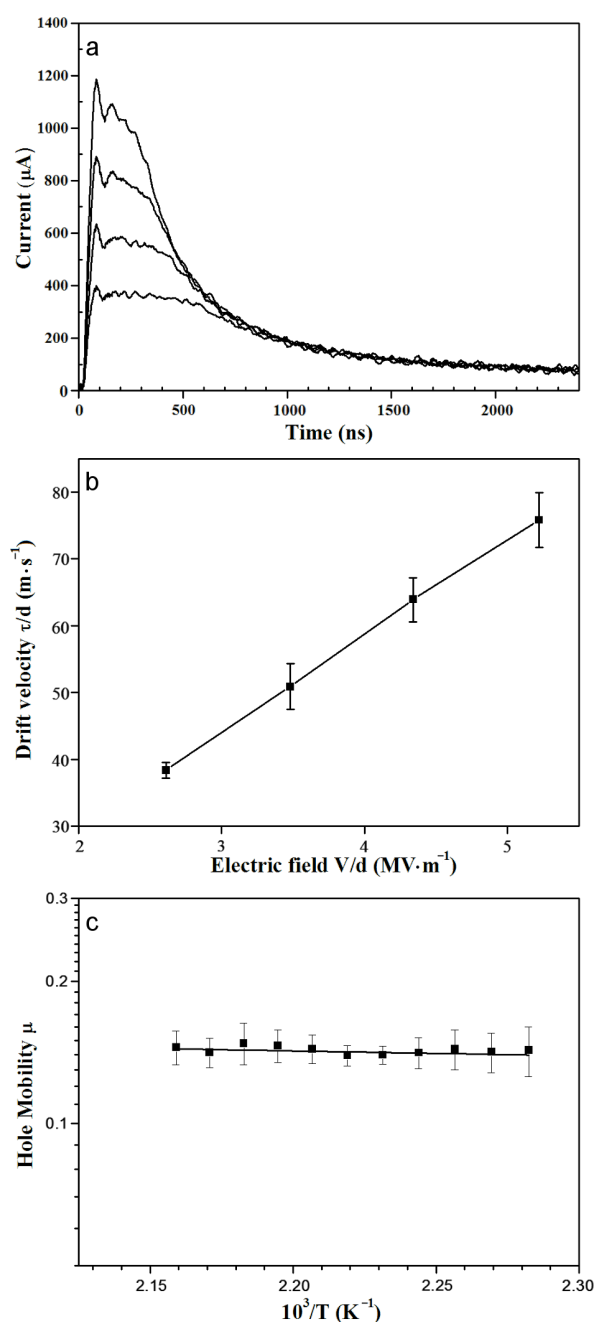 a
1400
1200
1000
800
600
400
200
0
Current (μA)
0 500 1000 1500 2000
Time (ns)
b
80
70
60
50
40
30
Drift velocity τ/d (m·s⁻¹)
2 3 4 5
Electric field V/d (MV·m⁻¹)
c
0.3
0.2
0.1
Hole Mobility μ
2.15 2.20 2.25 2.30
10³/T (K⁻¹)